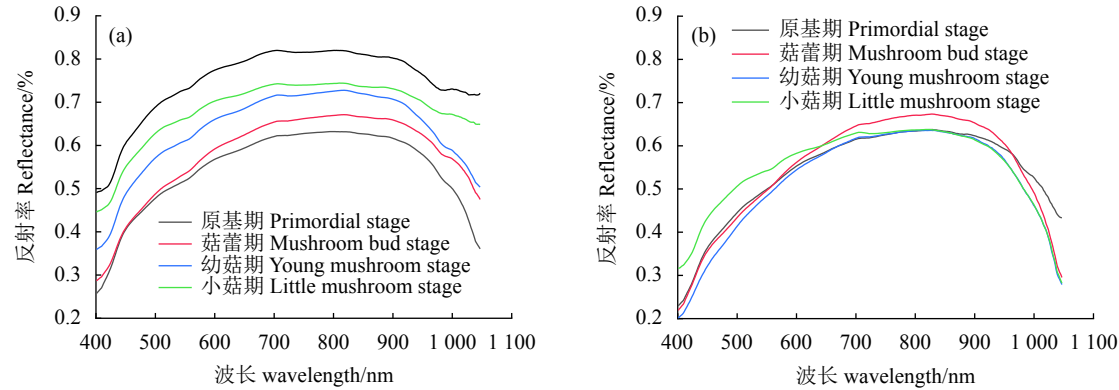 0.9
0.8
0.7
0.6
0.5
0.4
0.3
0.2
反射率 Reflectance/%
(a)
原基期 Primordial stage
菇蕾期 Mushroom bud stage
幼菇期 Young mushroom stage
小菇期 Little mushroom stage
400 500 600 700 800 900 1 000 1 100
波长 wavelength/nm
0.9
0.8
0.7
0.6
0.5
0.4
0.3
0.2
反射率 Reflectance/%
(b)
原基期 Primordial stage
菇蕾期 Mushroom bud stage
幼菇期 Young mushroom stage
小菇期 Little mushroom stage
400 500 600 700 800 900 1 000 1 100
波长 wavelength/nm